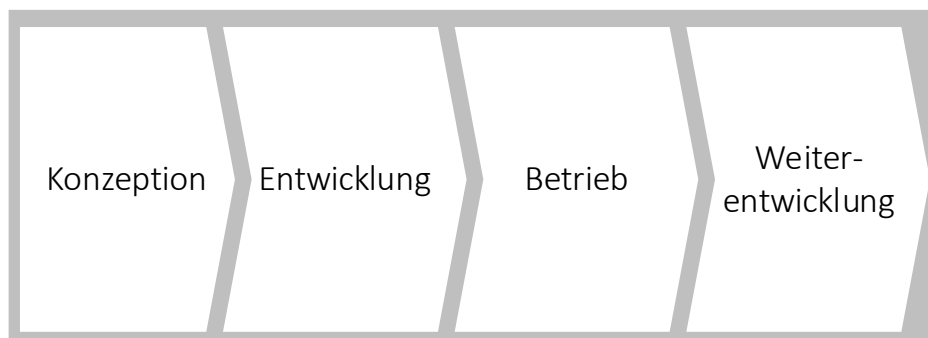 Konzeption
Entwicklung
Betrieb
Weiter-
entwicklung